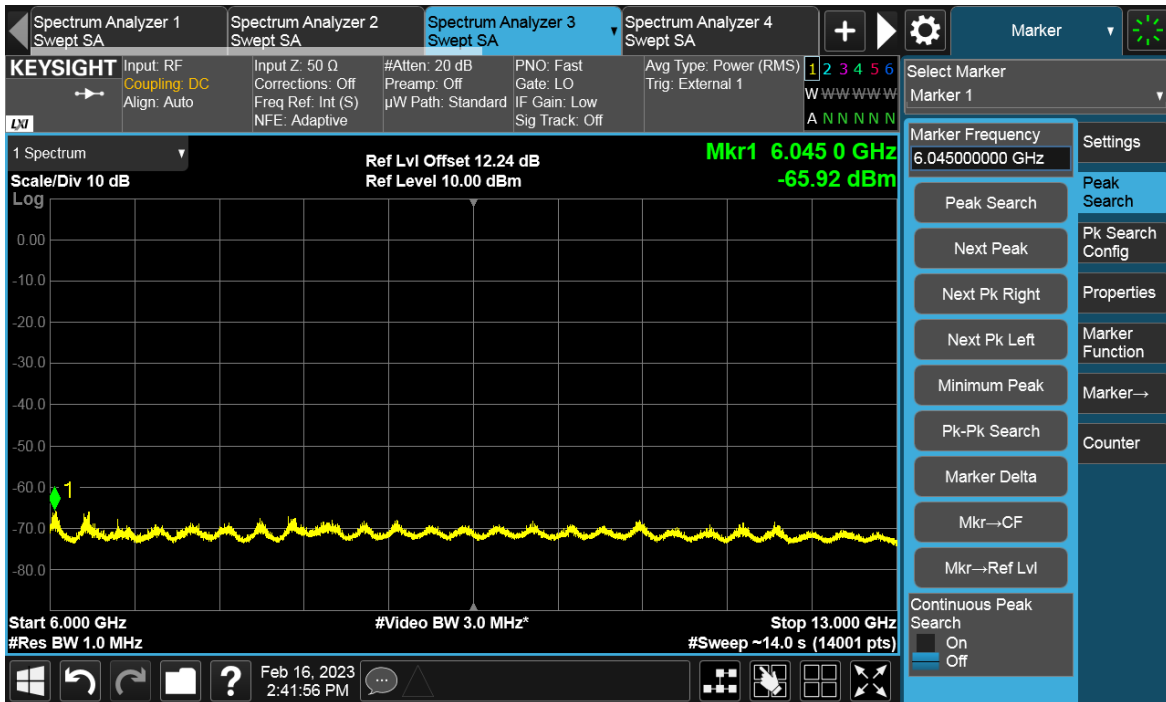 Spectrum Analyzer 1
Swept SA
Spectrum Analyzer 2
Swept SA
Spectrum Analyzer 3
Swept SA
Spectrum Analyzer 4
Swept SA
Marker
KEYSIGHT
LXI
Input: RF
Coupling: DC
Align: Auto
Input Z: 50 Ω
Corrections: Off
Freq Ref: Int (S)
NFE: Adaptive
#Atten: 20 dB
Preamp: Off
µW Path: Standard
PNO: Fast
Gate: LO
IF Gain: Low
Sig Track: Off
Avg Type: Power (RMS)
Trig: External 1
1 2 3 4 5 6
W W W W W W
A N N N N N
Select Marker
Marker 1
1 Spectrum
Scale/Div 10 dB
Log
Ref Lvl Offset 12.24 dB
Ref Level 10.00 dBm
Mkr1 6.045 0 GHz
-65.92 dBm
0.00
-10.0
-20.0
-30.0
-40.0
-50.0
-60.0
-70.0
-80.0
1
Start 6.000 GHz
#Res BW 1.0 MHz
#Video BW 3.0 MHz*
Stop 13.000 GHz
#Sweep ~14.0 s (14001 pts)
Marker Frequency
6.045000000 GHz
Peak Search
Next Peak
Next Pk Right
Next Pk Left
Minimum Peak
Pk-Pk Search
Marker Delta
Mkr→CF
Mkr→Ref Lvl
Continuous Peak
Search
On
Off
Settings
Peak
Search
Pk Search
Config
Properties
Marker
Function
Marker→
Counter
?
Feb 16, 2023
2:41:56 PM